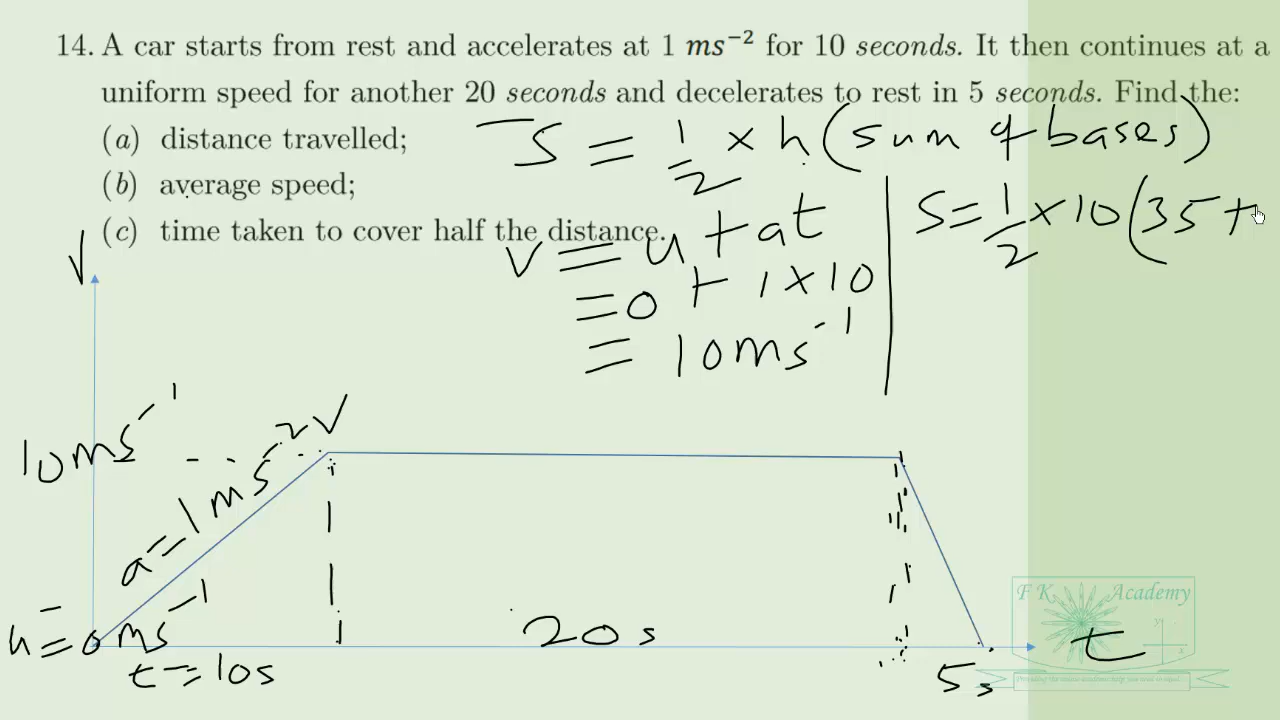 14. A car starts from rest and accelerates at 1 ms⁻² for 10 seconds. It then continues at a
uniform speed for another 20 seconds and decelerates to rest in 5 seconds. Find the:
(a) distance travelled;
(b) average speed;
(c) time taken to cover half the distance.
S = 1/2 × h (sum of bases)
V = u + at
= 0 + 1 × 10
= 10ms⁻¹
S = 1/2 × 10 (35 +
V
10ms⁻¹
a = 1ms⁻²
V
u = 0ms⁻¹
t = 10s
20s
5s
t
F K Academy
y
x